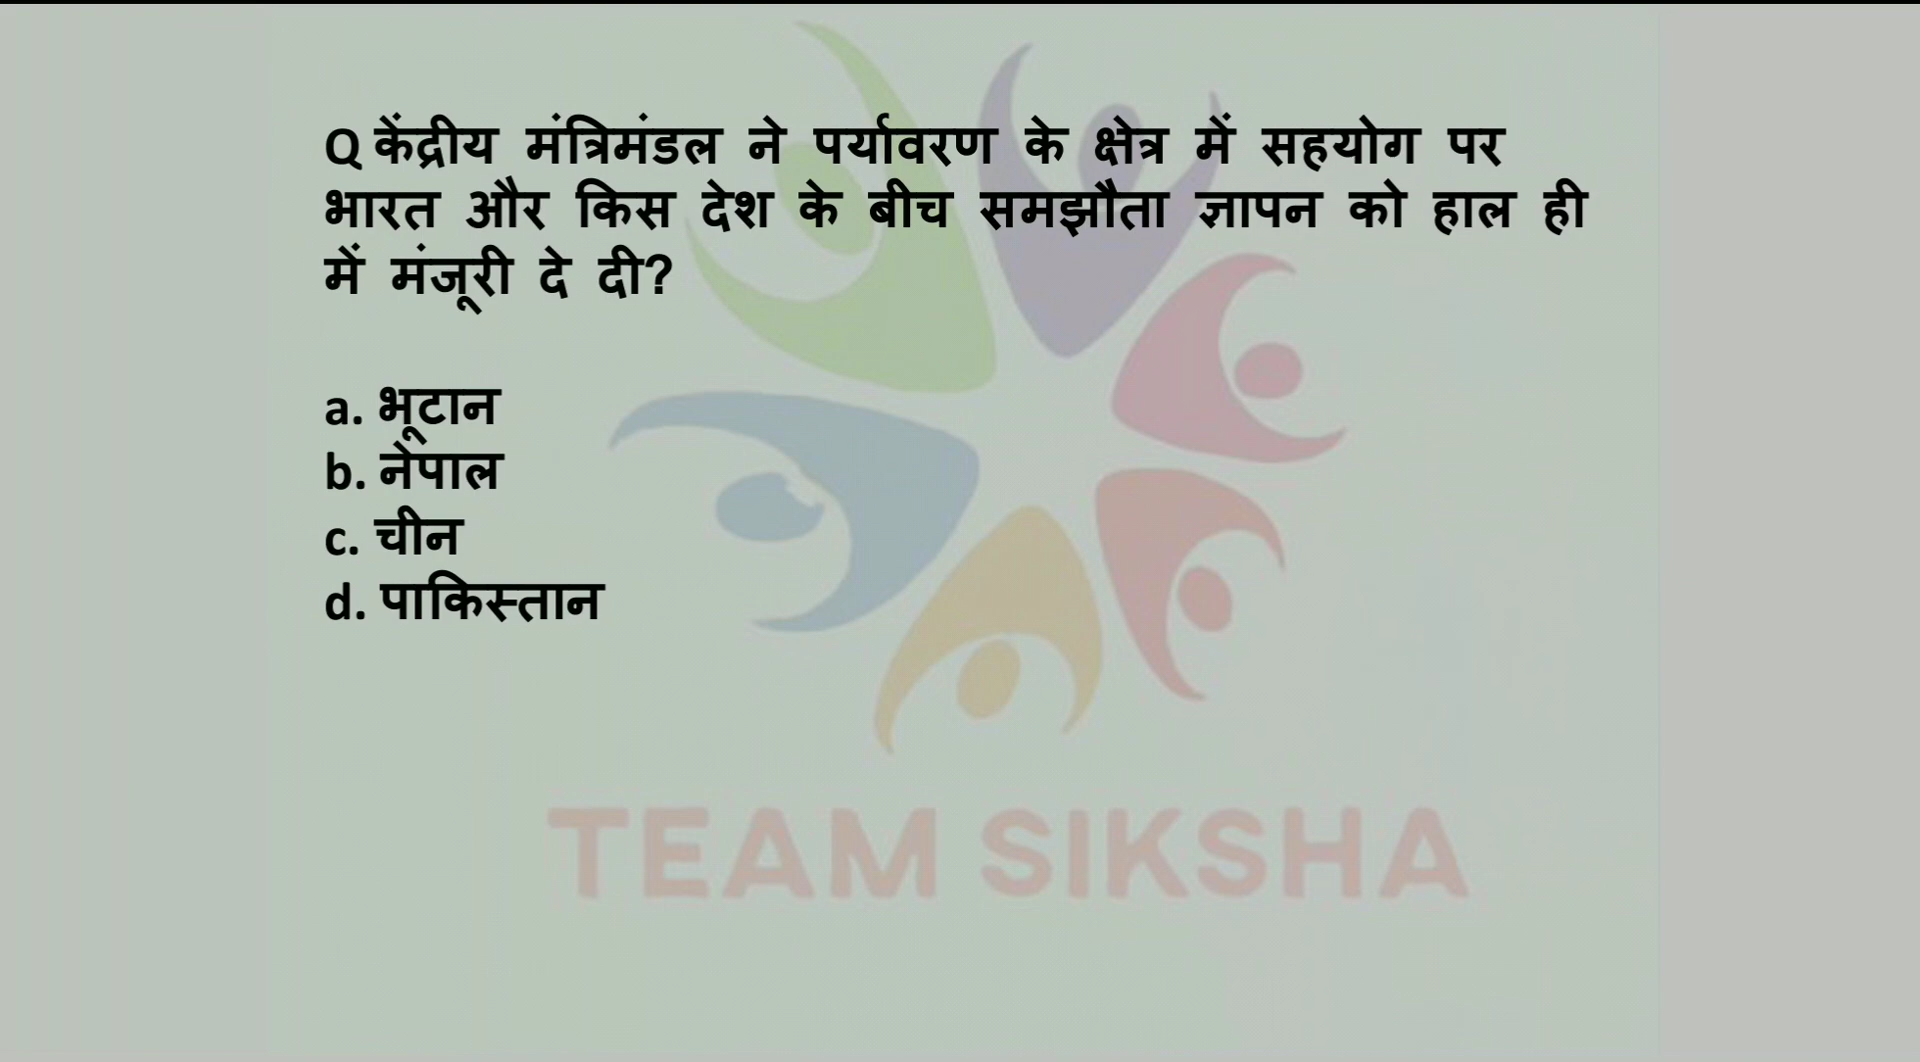 Q केंद्रीय मंत्रिमंडल ने पर्यावरण के क्षेत्र में सहयोग पर
भारत और किस देश के बीच समझौता ज्ञापन को हाल ही
में मंजूरी दे दी?
a. भूटान
b. नेपाल
c. चीन
d. पाकिस्तान
TEAM SIKSHA